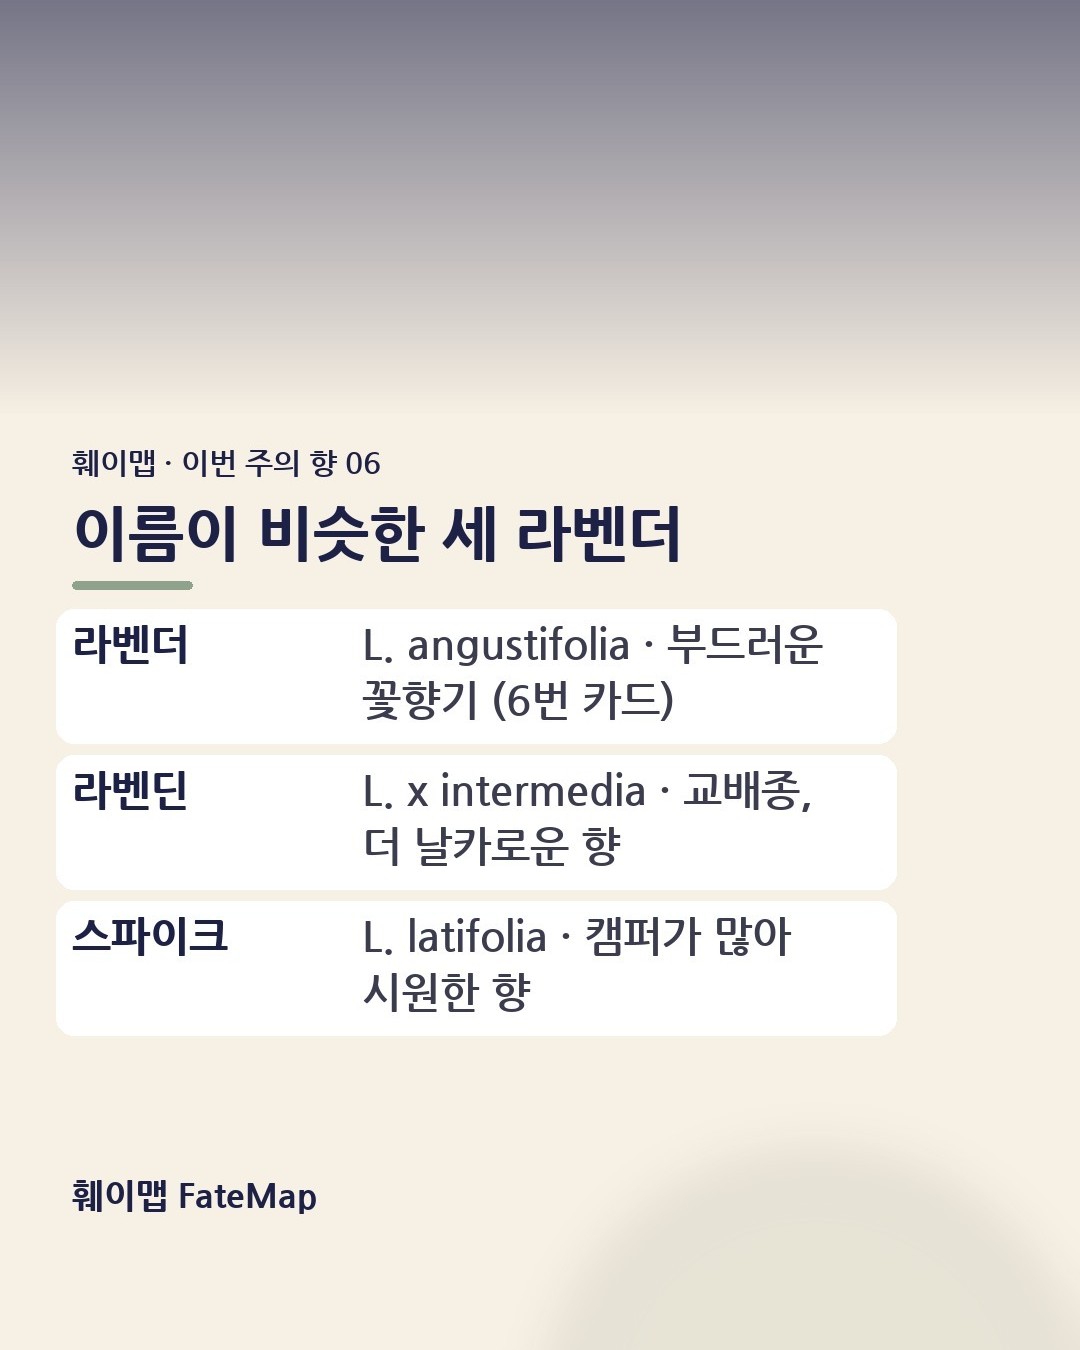 훼이맵 · 이번 주의 향 06
이름이 비슷한 세 라벤더
라벤더
L. angustifolia · 부드러운
꽃향기 (6번 카드)
라벤딘
L. x intermedia · 교배종,
더 날카로운 향
스파이크
L. latifolia · 캠퍼가 많아
시원한 향
훼이맵 FateMap